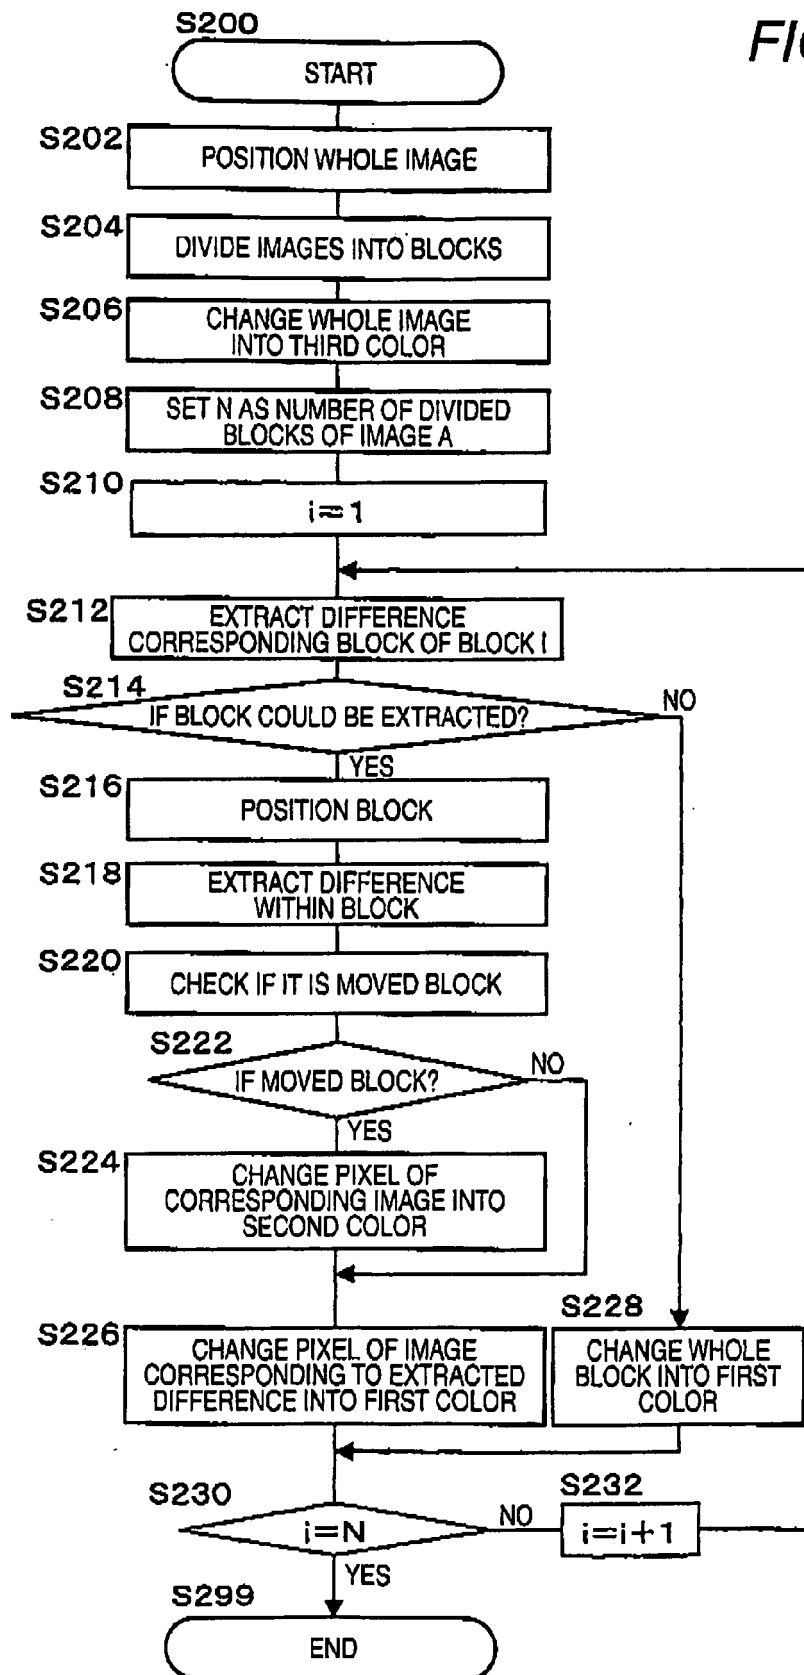 S200
FIG
START
S202
POSITION WHOLE IMAGE
S204
DIVIDE IMAGES INTO BLOCKS
S206
CHANGE WHOLE IMAGE
INTO THIRD COLOR
S208
SET N AS NUMBER OF DIVIDED
BLOCKS OF IMAGE A
S210
i=1
S212
EXTRACT DIFFERENCE
CORRESPONDING BLOCK OF BLOCK I
S214
IF BLOCK COULD BE EXTRACTED?
NO
YES
S216
POSITION BLOCK
S218
EXTRACT DIFFERENCE
WITHIN BLOCK
S220
CHECK IF IT IS MOVED BLOCK
S222
IF MOVED BLOCK?
NO
YES
S224
CHANGE PIXEL OF
CORRESPONDING IMAGE INTO
SECOND COLOR
S226
CHANGE PIXEL OF IMAGE
CORRESPONDING TO EXTRACTED
DIFFERENCE INTO FIRST COLOR
S228
CHANGE WHOLE
BLOCK INTO FIRST
COLOR
S230
i=N
NO
S232
i=i+1
YES
S299
END